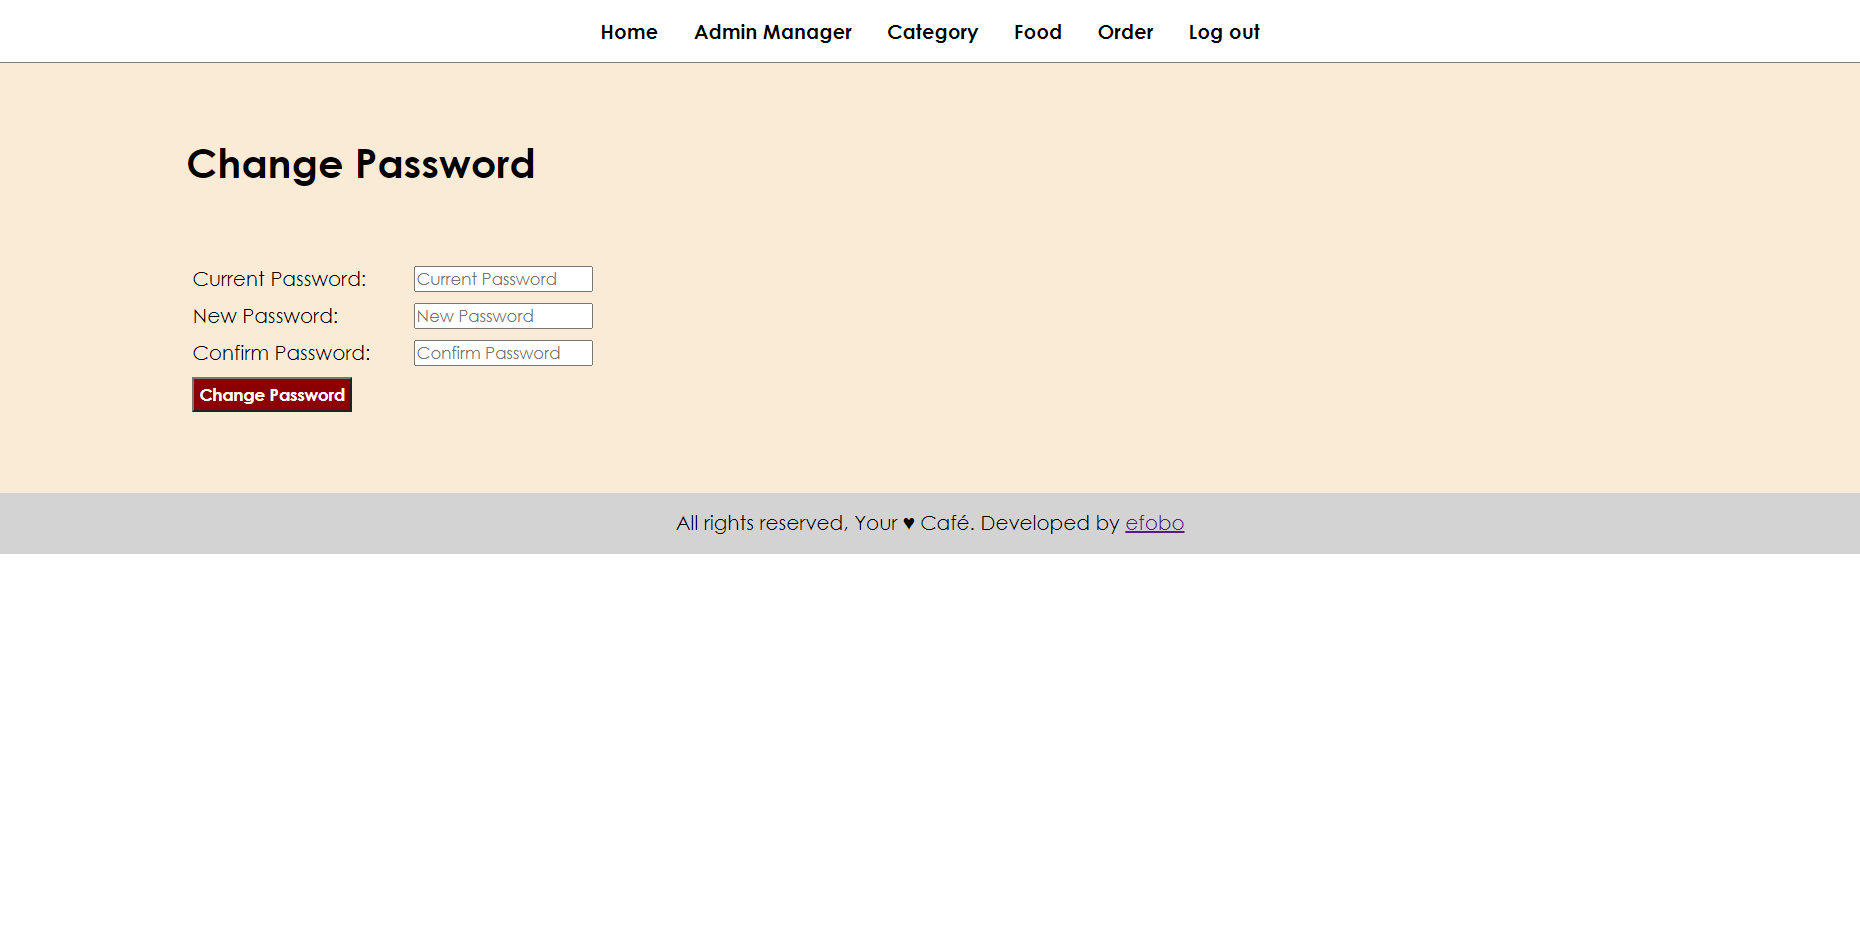 Home Admin Manager Category Food Order Log out
Change Password
Current Password: Current Password
New Password: New Password
Confirm Password: Confirm Password
Change Password
All rights reserved, Your ♥ Café. Developed by efobo